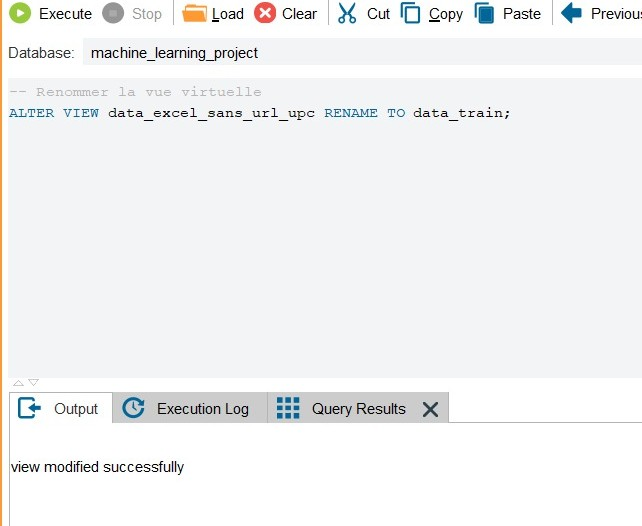 Execute Stop Load Clear Cut Copy Paste Previous
Database: machine_learning_project
-- Renommer la vue virtuelle
ALTER VIEW data_excel_sans_url_upc RENAME TO data_train;
Output Execution Log Query Results
view modified successfully